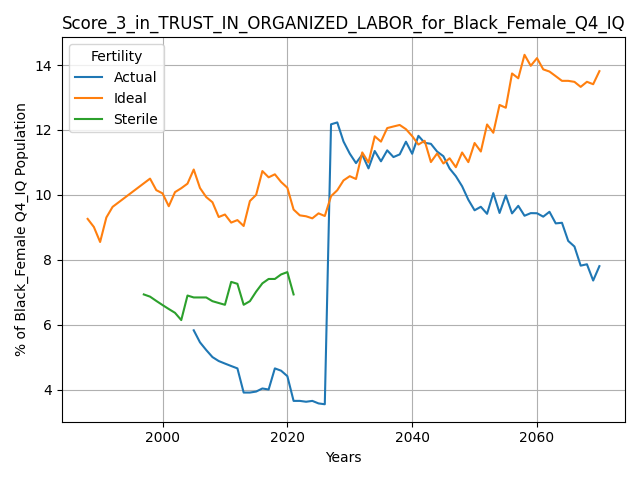 Score_3_in_TRUST_IN_ORGANIZED_LABOR_for_Black_Female_Q4_IQ
Fertility
Actual
Ideal
Sterile
% of Black_Female Q4_IQ Population
14
12
10
8
6
4
2000
2020
2040
2060
Years